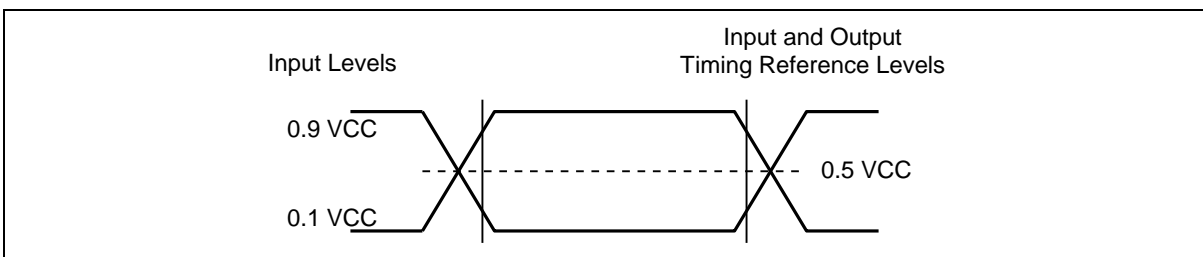 Input Levels
Input and Output
Timing Reference Levels
0.9 VCC
0.5 VCC
0.1 VCC